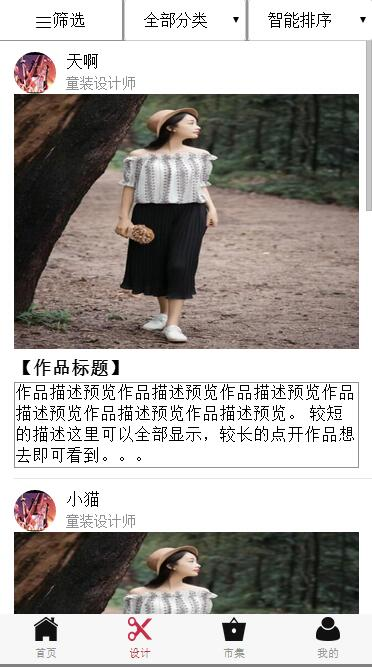 筛选 全部分类 智能排序
天啊
童装设计师
【作品标题】
作品描述预览作品描述预览作品描述预览作品
描述预览作品描述预览作品描述预览。 较短
的描述这里可以全部显示，较长的点开作品想
去即可看到。。。
小猫
童装设计师
首页 设计 市集 我的